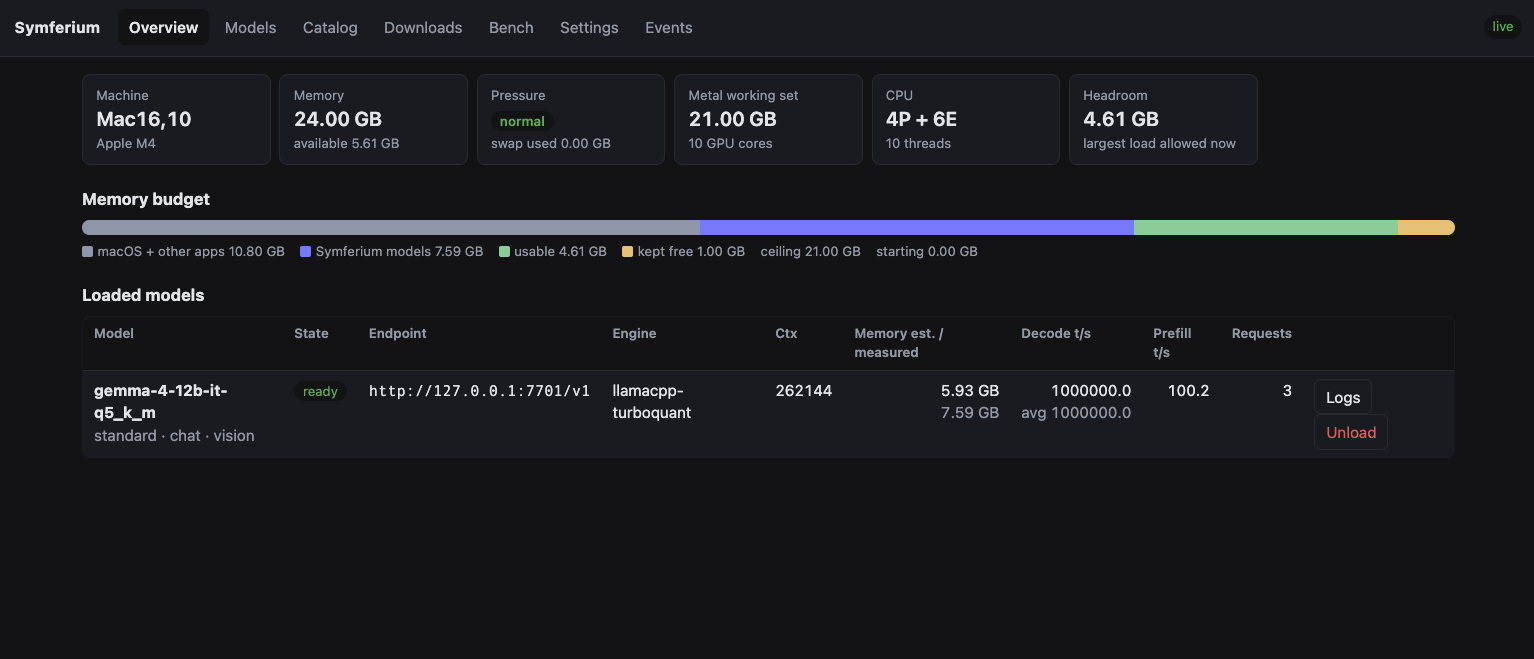 Symferium Overview Models Catalog Downloads Bench Settings Events live
Machine
Mac16,10
Apple M4
Memory
24.00 GB
available 5.61 GB
Pressure
normal
swap used 0.00 GB
Metal working set
21.00 GB
10 GPU cores
CPU
4P + 6E
10 threads
Headroom
4.61 GB
largest load allowed now
Memory budget
macOS + other apps 10.80 GB Symferium models 7.59 GB usable 4.61 GB kept free 1.00 GB ceiling 21.00 GB starting 0.00 GB
Loaded models
Model State Endpoint Engine Ctx Memory est. / measured Decode t/s Prefill t/s Requests
gemma-4-12b-it-q5_k_m
standard · chat · vision
ready
http://127.0.0.1:7701/v1
llamacpp-turboquant
262144
5.93 GB
7.59 GB
1000000.0
avg 1000000.0
100.2
3
Logs
Unload